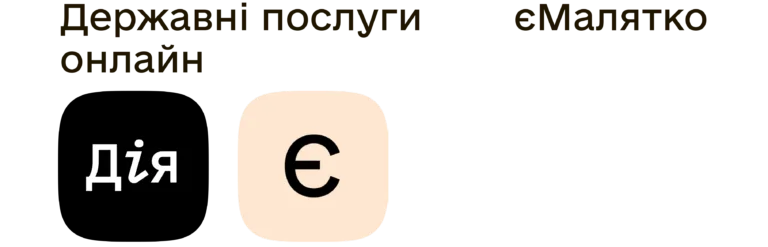 Державні послуги
онлайн
єМалятко
Дія
Є